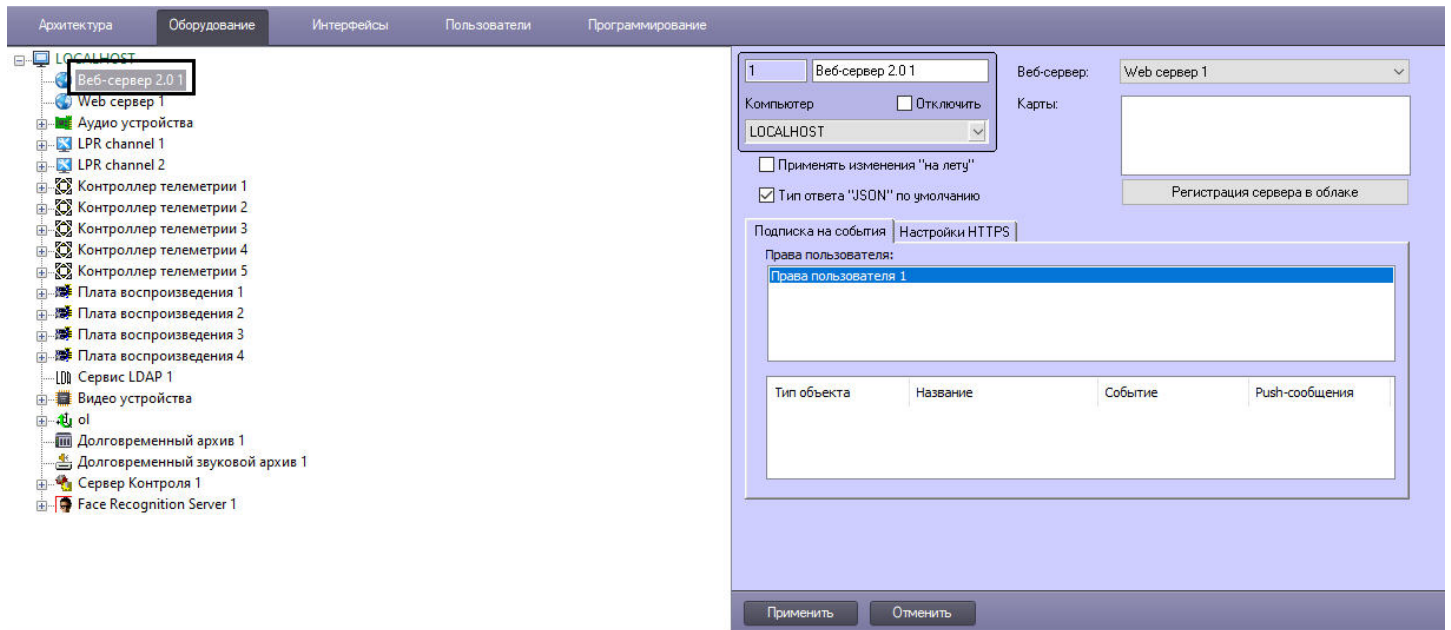 Архитектура Оборудование Интерфейсы Пользователи Программирование
LOCALHOST
Веб-сервер 2.0 1
Web сервер 1
Аудио устройства
LPR channel 1
LPR channel 2
Контроллер телеметрии 1
Контроллер телеметрии 2
Контроллер телеметрии 3
Контроллер телеметрии 4
Контроллер телеметрии 5
Плата воспроизведения 1
Плата воспроизведения 2
Плата воспроизведения 3
Плата воспроизведения 4
Сервис LDAP 1
Видео устройства
ol
Долговременный архив 1
Долговременный звуковой архив 1
Сервер Контроля 1
Face Recognition Server 1
1 Веб-сервер 2.0 1
Компьютер Отключить
LOCALHOST
Применять изменения "на лету"
Тип ответа "JSON" по умолчанию
Веб-сервер: Web сервер 1
Карты:
Регистрация сервера в облаке
Подписка на события Настройки HTTPS
Права пользователя:
Права пользователя 1
Тип объекта Название Событие Push-сообщения
Применить Отменить